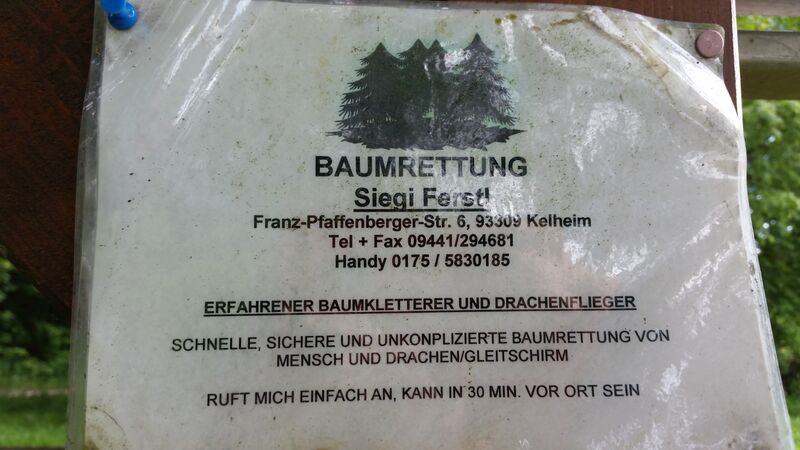 BAUMRETTUNG
Siegi Ferstl
Franz-Pfaffenberger-Str. 6, 93309 Kelheim
Tel + Fax 09441/294681
Handy 0175 / 5830185
ERFAHRENER BAUMKLETTERER UND DRACHENFLIEGER
SCHNELLE, SICHERE UND UNKONPLIZIERTE BAUMRETTUNG VON
MENSCH UND DRACHEN/GLEITSCHIRM
RUFT MICH EINFACH AN, KANN IN 30 MIN. VOR ORT SEIN